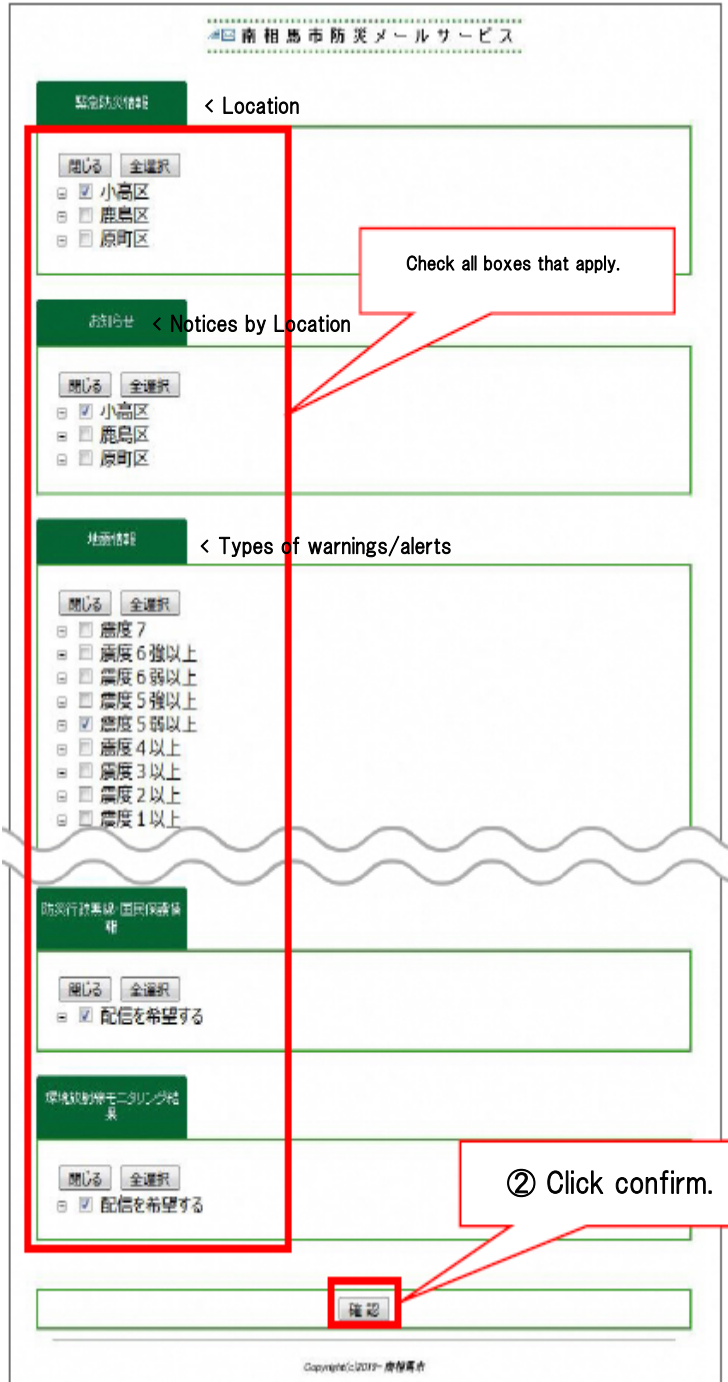 南相馬市防災メールサービス
緊急防災情報
< Location
閉じる 全選択
小高区
鹿島区
原町区
Check all boxes that apply.
お知らせ
< Notices by Location
閉じる 全選択
小高区
鹿島区
原町区
地震情報
< Types of warnings/alerts
閉じる 全選択
震度7
震度6強以上
震度6弱以上
震度5強以上
震度5弱以上
震度4以上
震度3以上
震度2以上
震度1以上
防災行政無線・国民保護情
報
閉じる 全選択
配信を希望する
環境放射線モニタリング結
果
閉じる 全選択
配信を希望する
② Click confirm.
確認
Copyright(c)2013- 南相馬市